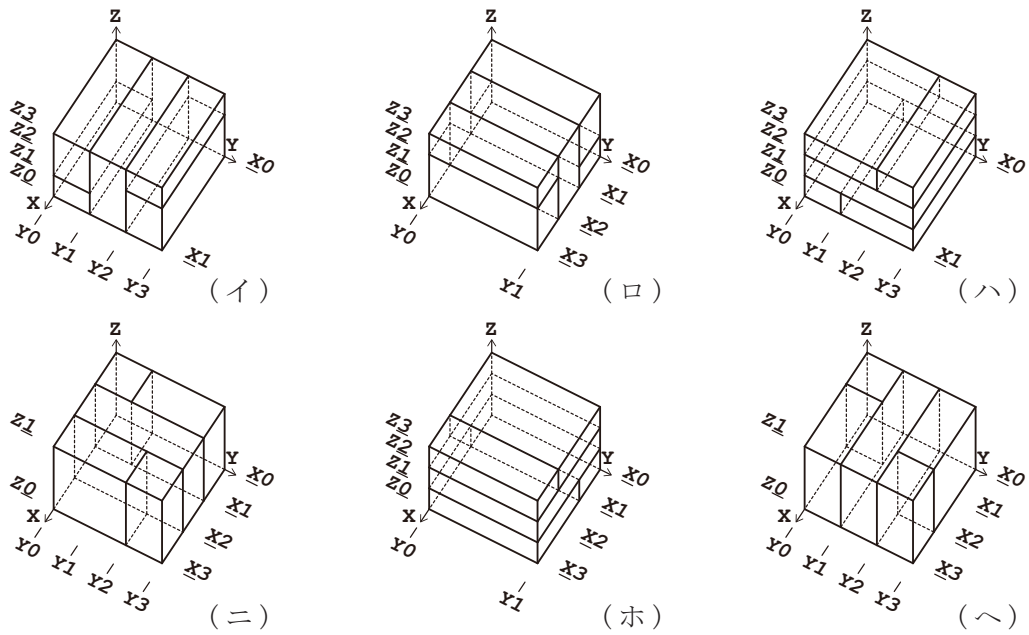 Z
Z3
Z2
Z1
Z0
X
Y
X0
Y0
Y1
Y2
Y3
X1
(イ)
Z
Z3
Z2
Z1
Z0
X
Y
X0
X1
X2
X3
Y0
Y1
(ロ)
Z
Z3
Z2
Z1
Z0
X
Y
X0
Y0
Y1
Y2
Y3
X1
(ハ)
Z
Z1
Z0
X
Y
X0
X1
X2
X3
Y0
Y1
Y2
Y3
(ニ)
Z
Z3
Z2
Z1
Z0
X
Y
X0
X1
X2
X3
Y0
Y1
(ホ)
Z
Z1
Z0
X
Y
X0
X1
X2
X3
Y0
Y1
Y2
Y3
(ヘ)